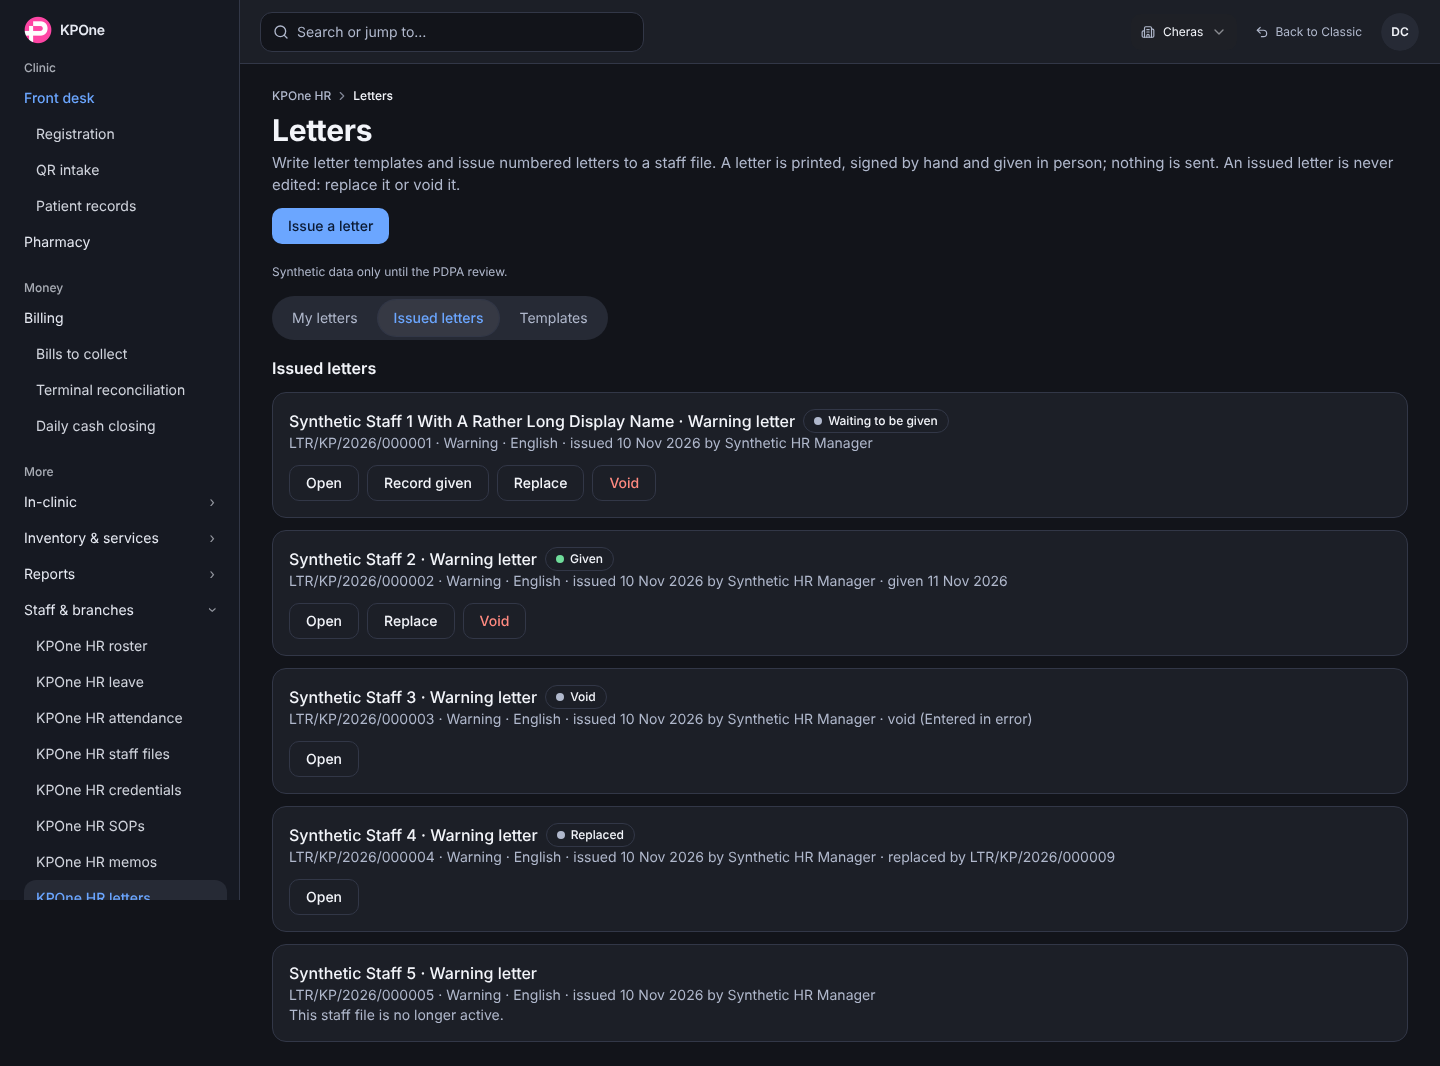 KPOne
Clinic
Front desk
Registration
QR intake
Patient records
Pharmacy
Money
Billing
Bills to collect
Terminal reconciliation
Daily cash closing
More
In-clinic
Inventory & services
Reports
Staff & branches
KPOne HR roster
KPOne HR leave
KPOne HR attendance
KPOne HR staff files
KPOne HR credentials
KPOne HR SOPs
KPOne HR memos
KPOne HR letters
Search or jump to...
Cheras
Back to Classic
DC
KPOne HR > Letters
Letters
Write letter templates and issue numbered letters to a staff file. A letter is printed, signed by hand and given in person; nothing is sent. An issued letter is never
edited: replace it or void it.
Issue a letter
Synthetic data only until the PDPA review.
My letters Issued letters Templates
Issued letters
Synthetic Staff 1 With A Rather Long Display Name · Warning letter Waiting to be given
LTR/KP/2026/000001 · Warning · English · issued 10 Nov 2026 by Synthetic HR Manager
Open Record given Replace Void
Synthetic Staff 2 · Warning letter Given
LTR/KP/2026/000002 · Warning · English · issued 10 Nov 2026 by Synthetic HR Manager · given 11 Nov 2026
Open Replace Void
Synthetic Staff 3 · Warning letter Void
LTR/KP/2026/000003 · Warning · English · issued 10 Nov 2026 by Synthetic HR Manager · void (Entered in error)
Open
Synthetic Staff 4 · Warning letter Replaced
LTR/KP/2026/000004 · Warning · English · issued 10 Nov 2026 by Synthetic HR Manager · replaced by LTR/KP/2026/000009
Open
Synthetic Staff 5 · Warning letter
LTR/KP/2026/000005 · Warning · English · issued 10 Nov 2026 by Synthetic HR Manager
This staff file is no longer active.